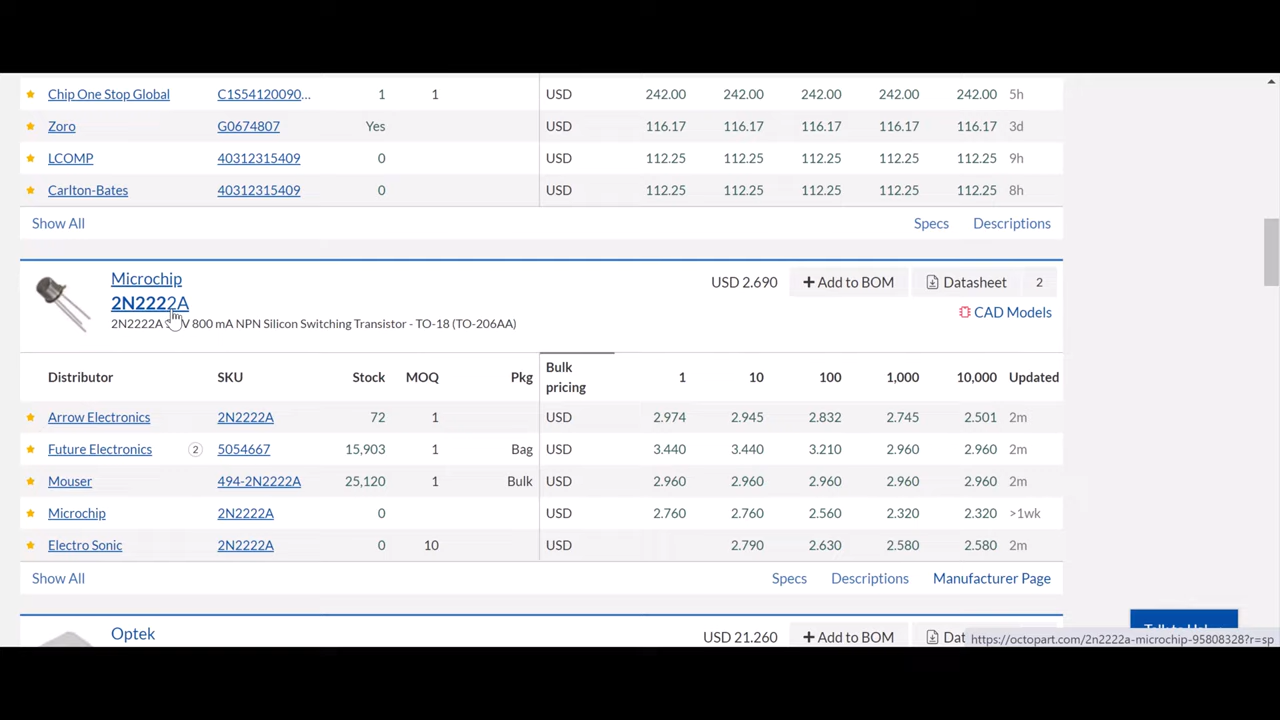 Chip One Stop Global C1S54120090... 1 1 USD 242.00 242.00 242.00 242.00 242.00 5h
Zoro G0674807 Yes USD 116.17 116.17 116.17 116.17 116.17 3d
LCOMP 40312315409 0 USD 112.25 112.25 112.25 112.25 112.25 9h
Carlton-Bates 40312315409 0 USD 112.25 112.25 112.25 112.25 112.25 8h
Show All Specs Descriptions
Microchip
2N2222A
USD 2.690 + Add to BOM Datasheet 2
2N2222A V 800 mA NPN Silicon Switching Transistor - TO-18 (TO-206AA)
CAD Models
Distributor SKU Stock MOQ Pkg Bulk pricing 1 10 100 1,000 10,000 Updated
Arrow Electronics 2N2222A 72 1 USD 2.974 2.945 2.832 2.745 2.501 2m
Future Electronics 2 5054667 15,903 1 Bag USD 3.440 3.440 3.210 2.960 2.960 2m
Mouser 494-2N2222A 25,120 1 Bulk USD 2.960 2.960 2.960 2.960 2.960 2m
Microchip 2N2222A 0 USD 2.760 2.760 2.560 2.320 2.320 >1wk
Electro Sonic 2N2222A 0 10 USD 2.790 2.630 2.580 2.580 2m
Show All Specs Descriptions Manufacturer Page
Optek USD 21.260 + Add to BOM
https://octopart.com/2n2222a-microchip-95808328?r=sp